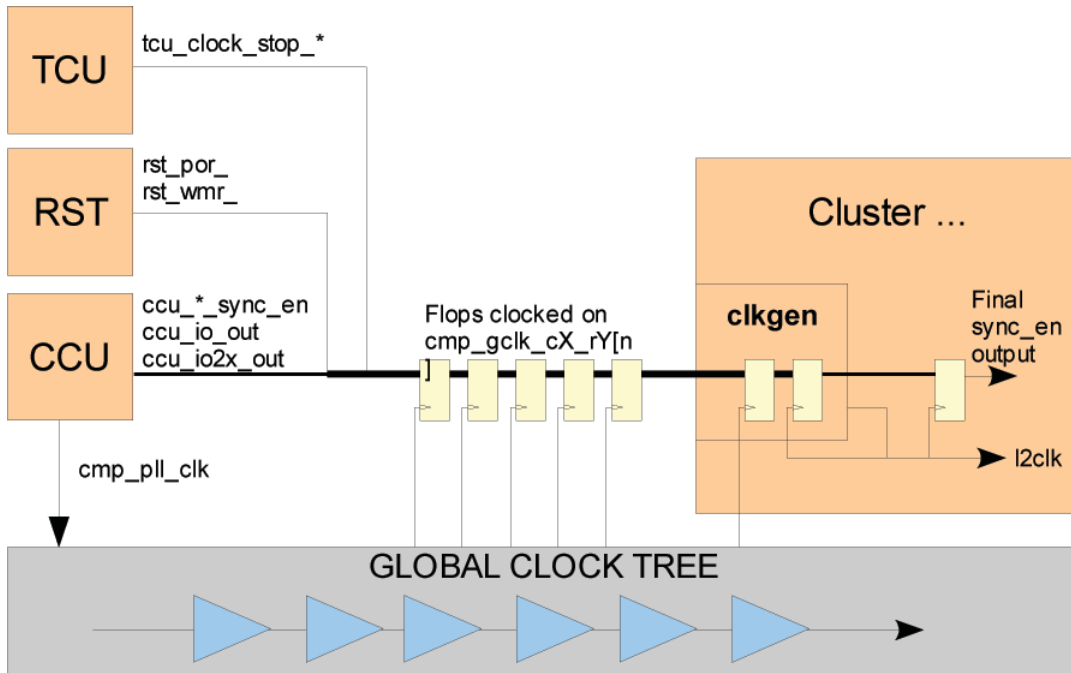 TCU
tcu_clock_stop_*
RST
rst_por_
rst_wmr_
CCU
ccu_*_sync_en
ccu_io_out
ccu_io2x_out
cmp_pll_clk
Flops clocked on
cmp_gclk_cX_rY[n
]
Cluster ...
clkgen
Final
sync_en
output
l2clk
GLOBAL CLOCK TREE